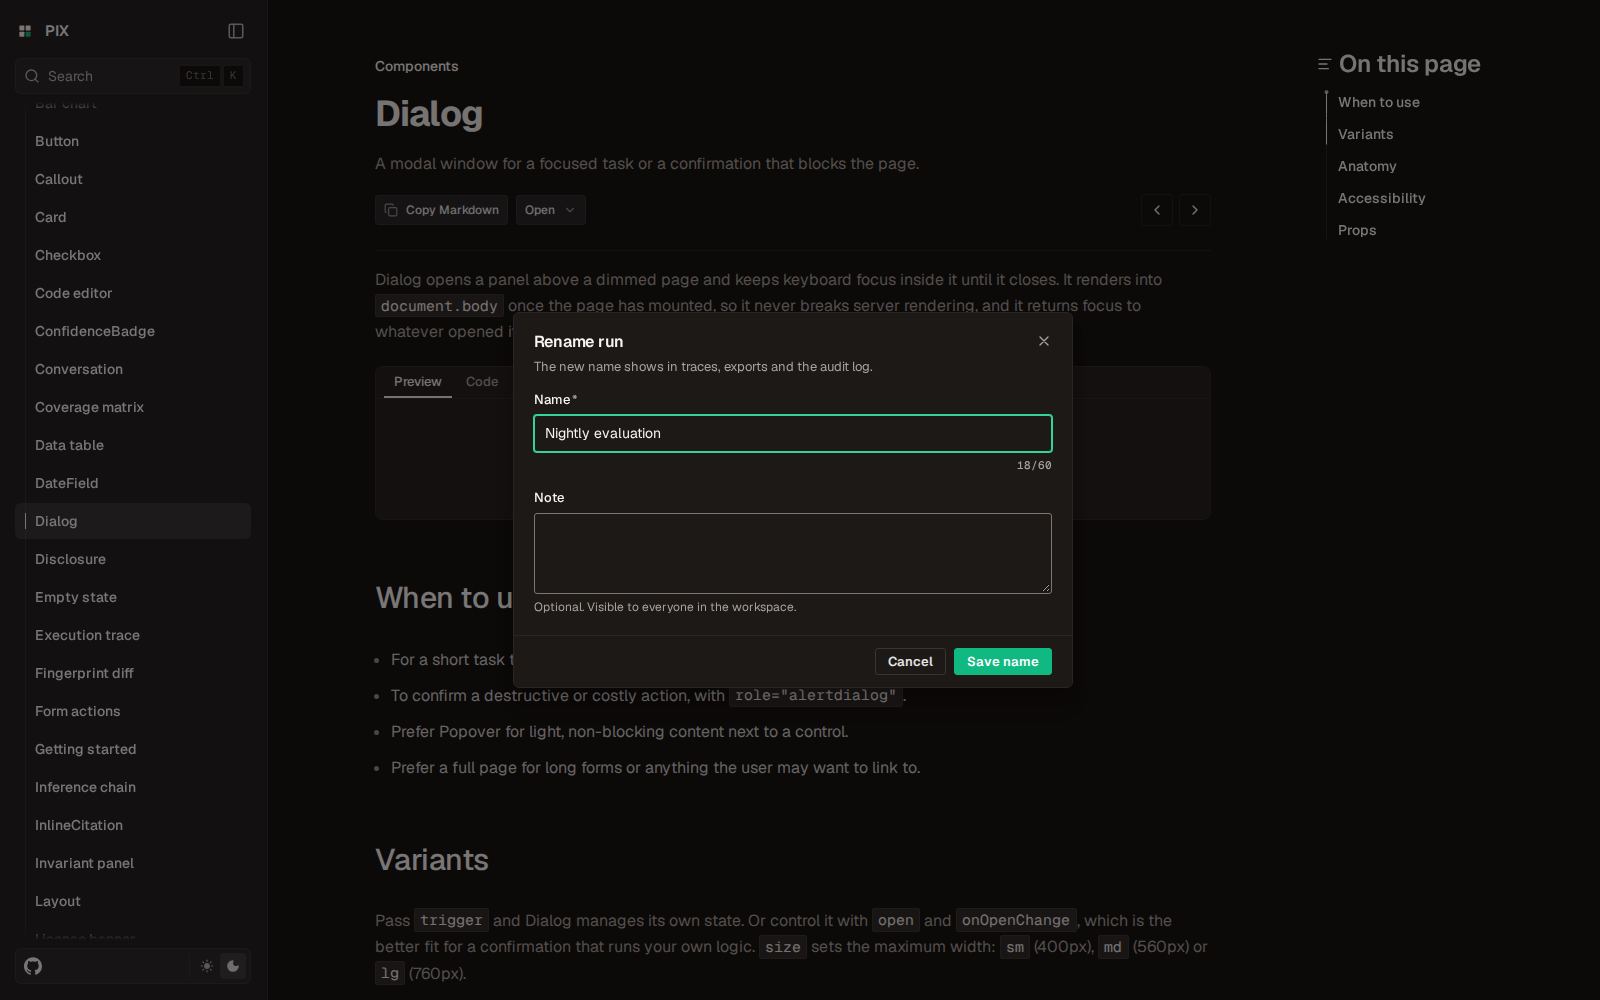 PIX
Search
Ctrl K
Bar chart
Button
Callout
Card
Checkbox
Code editor
ConfidenceBadge
Conversation
Coverage matrix
Data table
DateField
Dialog
Disclosure
Empty state
Execution trace
Fingerprint diff
Form actions
Getting started
Inference chain
InlineCitation
Invariant panel
Layout
Components
Dialog
A modal window for a focused task or a confirmation that blocks the page.
Copy Markdown
Open
Dialog opens a panel above a dimmed page and keeps keyboard focus inside it until it closes. It renders into
document.body once the page has mounted, so it never breaks server rendering, and it returns focus to
whatever opened
Preview Code
Rename run
The new name shows in traces, exports and the audit log.
Name*
Nightly evaluation
18/60
Note
Optional. Visible to everyone in the workspace.
Cancel
Save name
When to u
For a short task
To confirm a destructive or costly action, with role="alertdialog".
Prefer Popover for light, non-blocking content next to a control.
Prefer a full page for long forms or anything the user may want to link to.
Variants
Pass trigger and Dialog manages its own state. Or control it with open and onOpenChange, which is the
better fit for a confirmation that runs your own logic. size sets the maximum width: sm (400px), md (560px) or
lg (760px).
On this page
When to use
Variants
Anatomy
Accessibility
Props